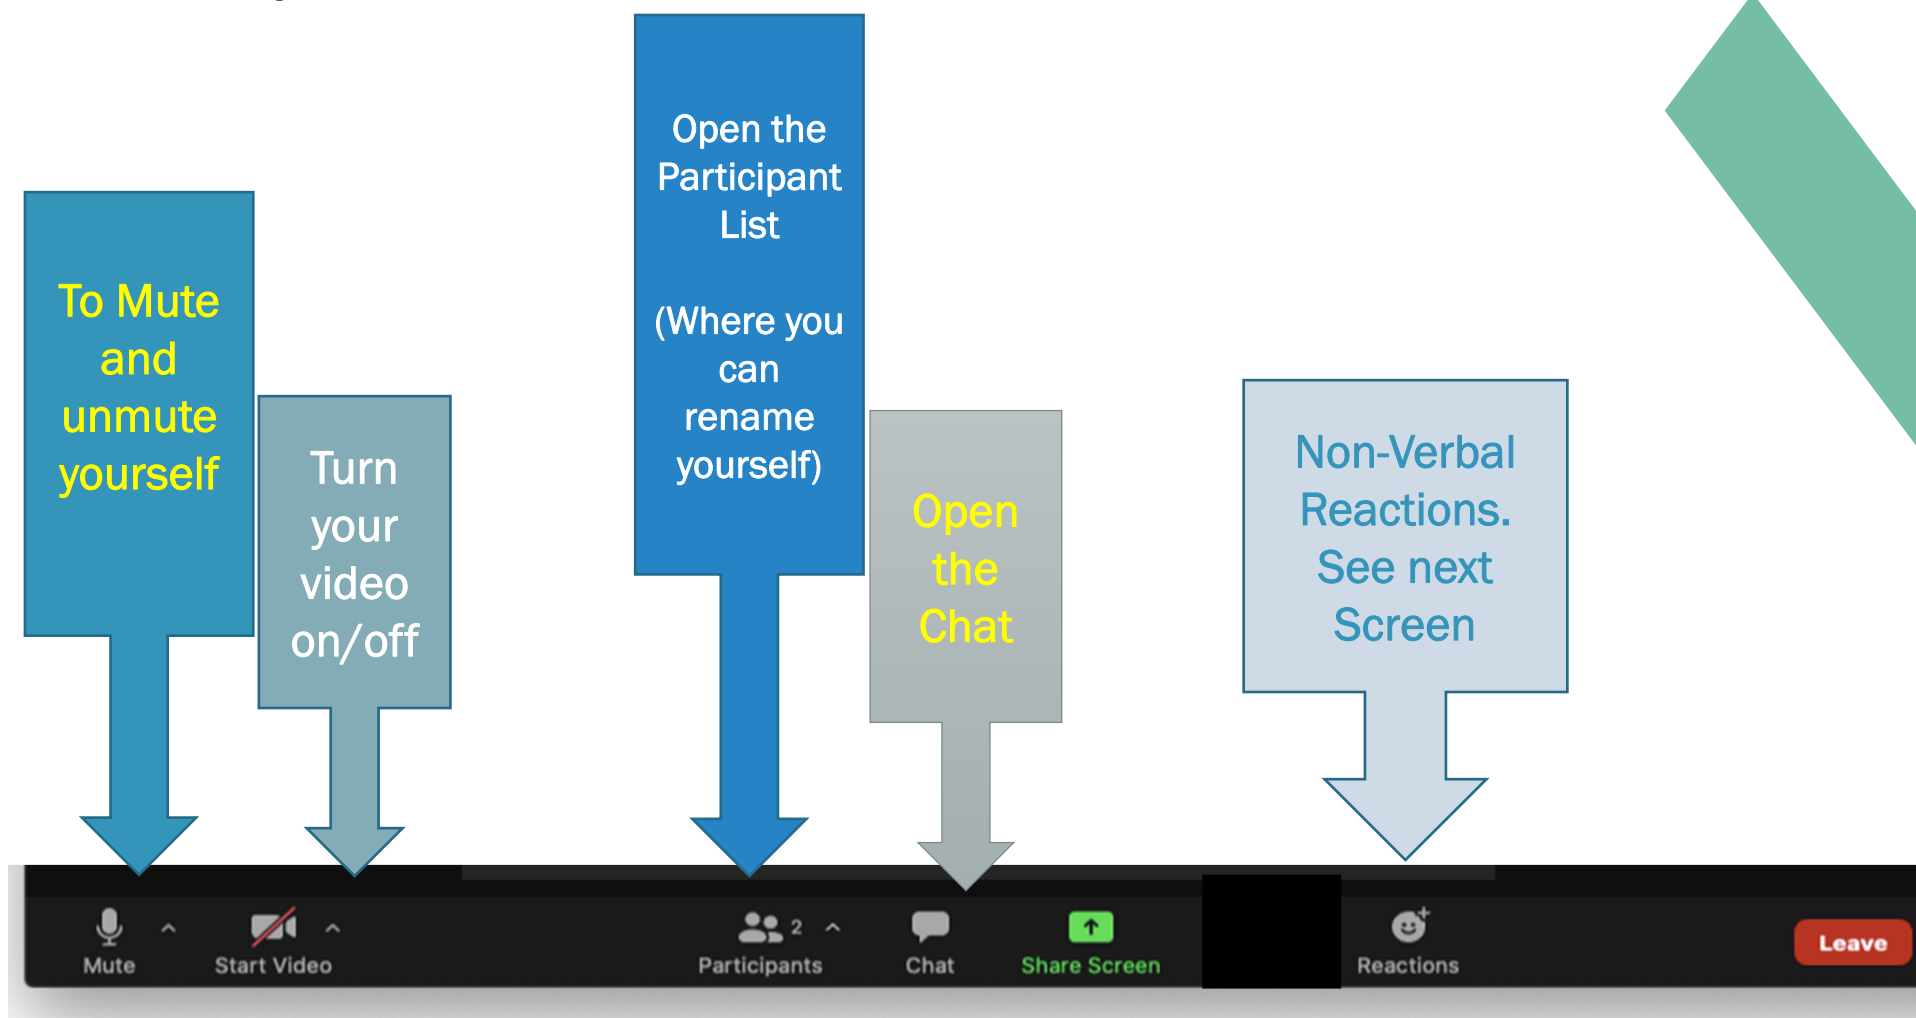 To Mute
and
unmute
yourself
Turn
your
video
on/off
Open the
Participant
List
(Where you
can
rename
yourself)
Open
the
Chat
Non-Verbal
Reactions.
See next
Screen
Mute
Start Video
2
Participants
Chat
Share Screen
Reactions
Leave